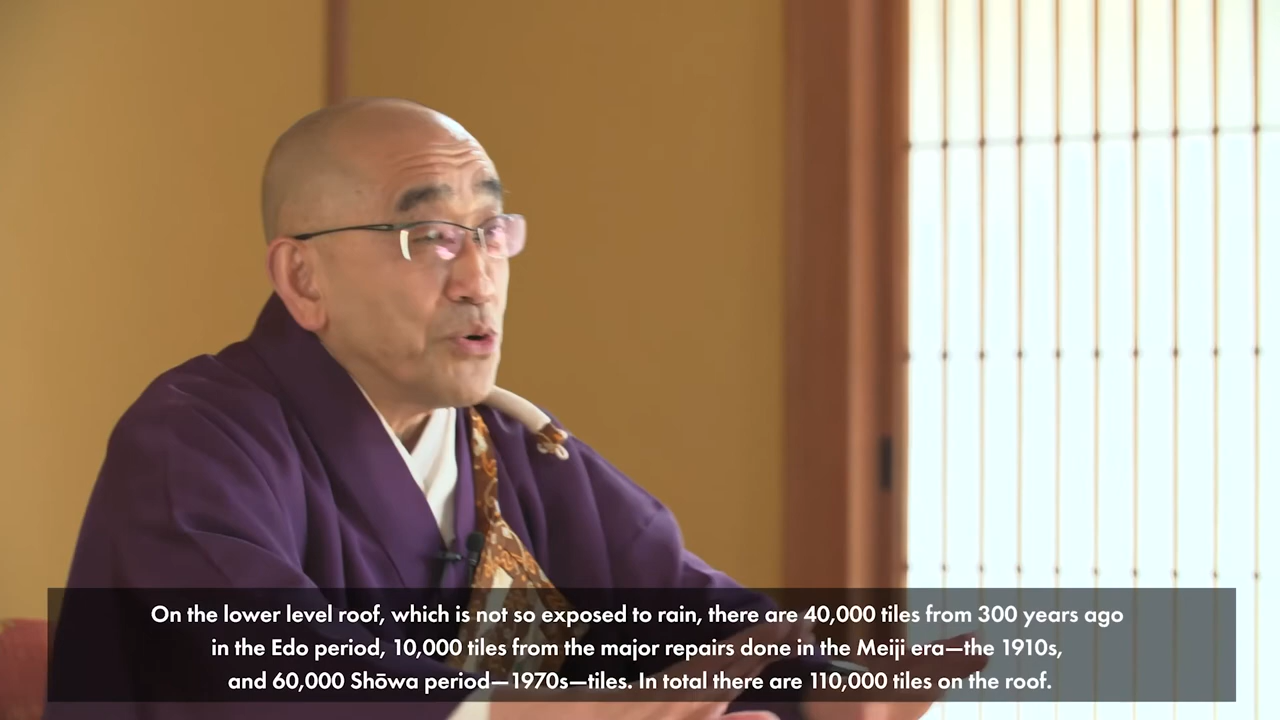 On the lower level roof, which is not so exposed to rain, there are 40,000 tiles from 300 years ago
in the Edo period, 10,000 tiles from the major repairs done in the Meiji era—the 1910s,
and 60,000 Shōwa period—1970s—tiles. In total there are 110,000 tiles on the roof.